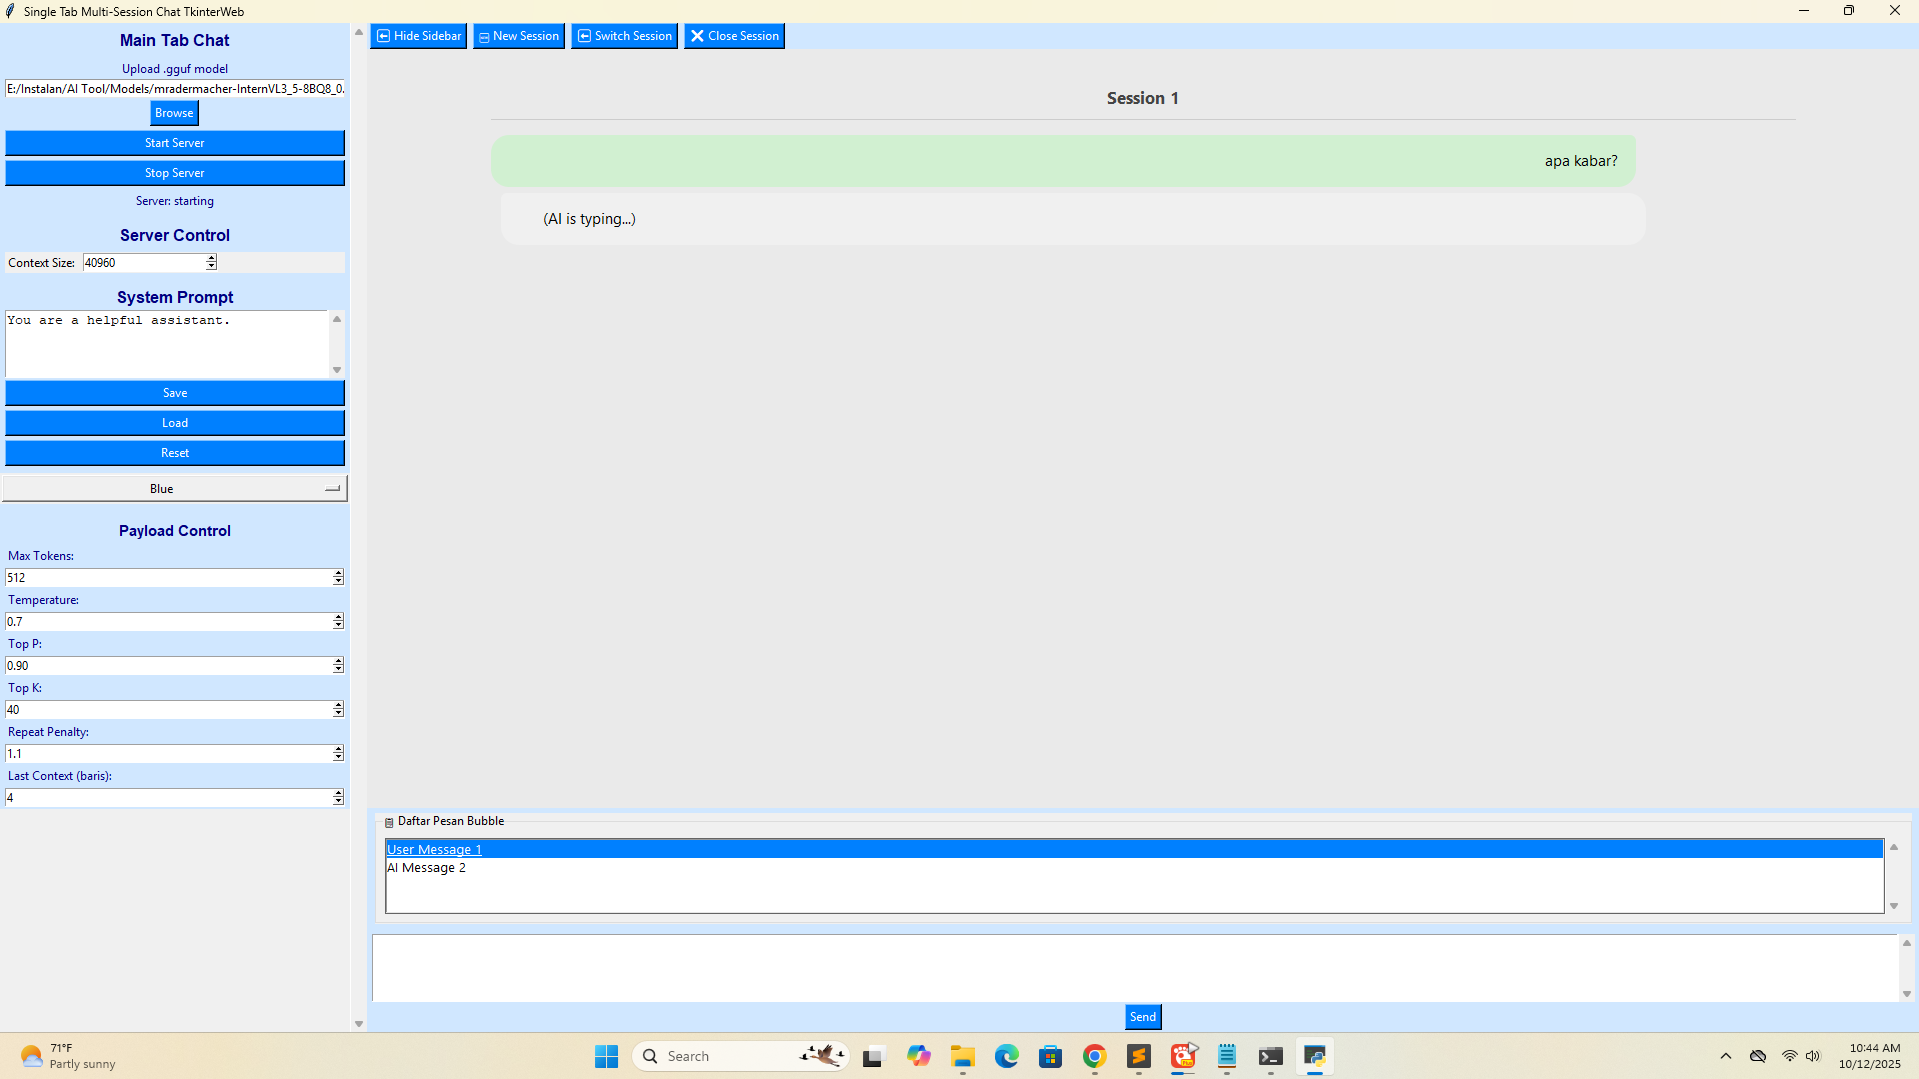 Single Tab Multi-Session Chat TkinterWeb
Main Tab Chat
Upload .gguf model
E:/Instalan/AI Tool/Models/mradermacher-InternVL3_5-8BQ8_0.
Browse
Start Server
Stop Server
Server: starting
Server Control
Context Size: 40960
System Prompt
You are a helpful assistant.
Save
Load
Reset
Blue
Payload Control
Max Tokens:
512
Temperature:
0.7
Top P:
0.90
Top K:
40
Repeat Penalty:
1.1
Last Context (baris):
4
Hide Sidebar New Session Switch Session Close Session
Session 1
apa kabar?
(AI is typing...)
Daftar Pesan Bubble
User Message 1
AI Message 2
Send
71°F
Partly sunny
Search
10:44 AM
10/12/2025